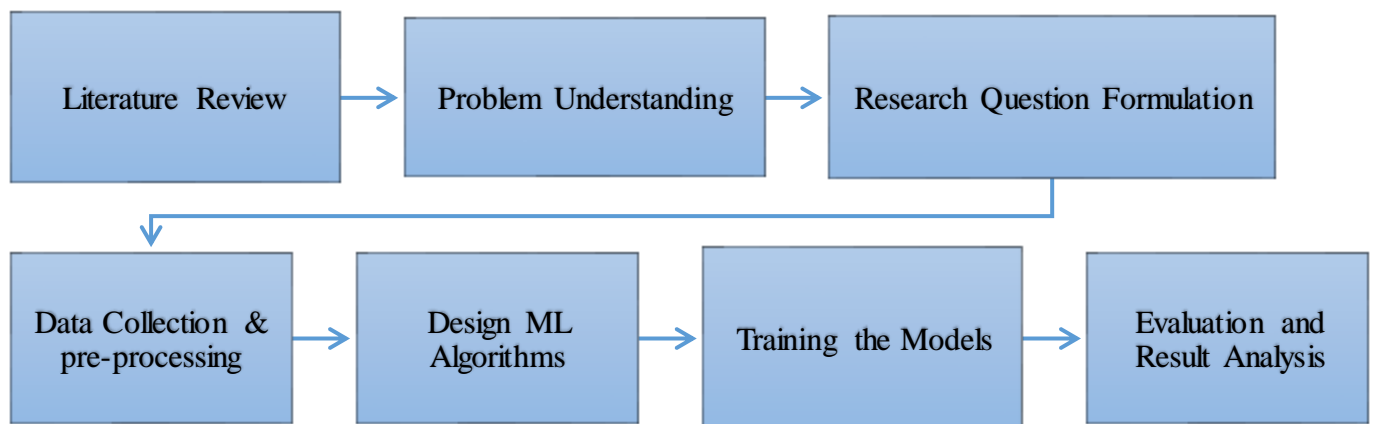 Literature Review
Problem Understanding
Research Question Formulation
Data Collection &
pre-processing
Design ML
Algorithms
Training the Models
Evaluation and
Result Analysis